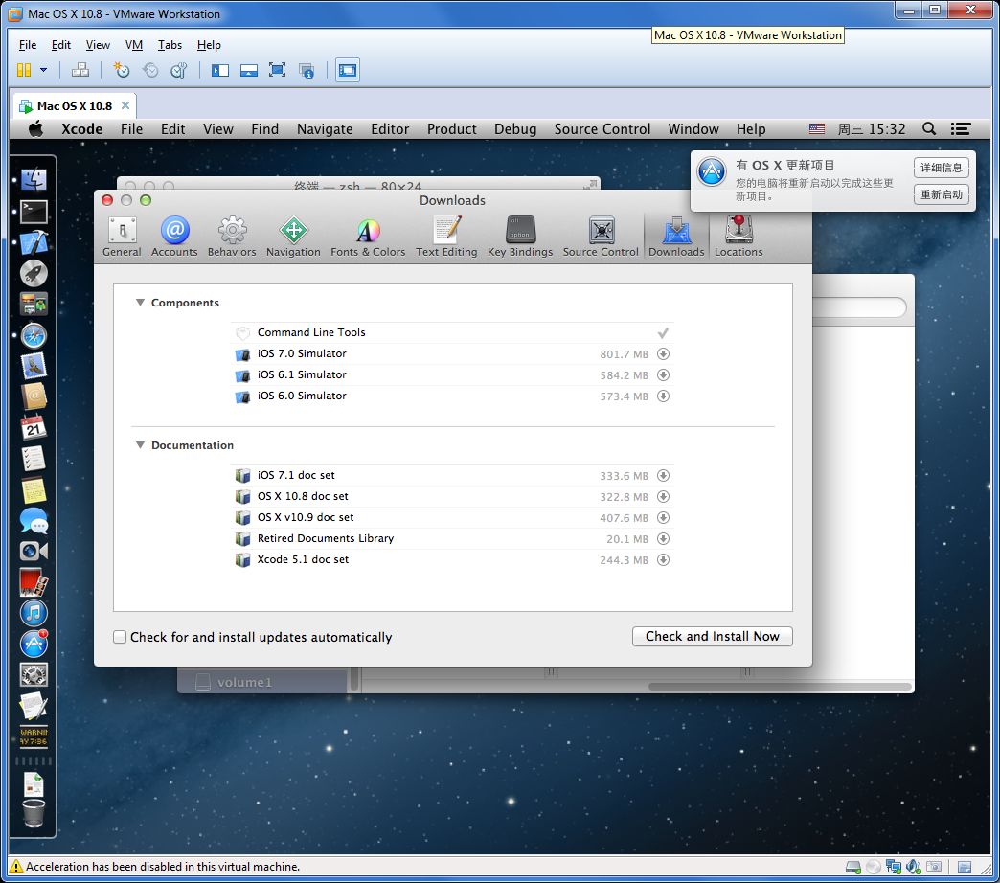 Mac OS X 10.8 - VMware Workstation
Mac OS X 10.8 - VMware Workstation
File Edit View VM Tabs Help
Mac OS X 10.8
Xcode File Edit View Find Navigate Editor Product Debug Source Control Window Help 周三 15:32
终端 — zsh — 80×24
有 OS X 更新项目
您的电脑将重新启动以完成这些更
新项目。
详细信息
重新启动
Downloads
General Accounts Behaviors Navigation Fonts & Colors Text Editing Key Bindings Source Control Downloads Locations
alt
option
Components
Command Line Tools
iOS 7.0 Simulator 801.7 MB
iOS 6.1 Simulator 584.2 MB
iOS 6.0 Simulator 573.4 MB
Documentation
iOS 7.1 doc set 333.6 MB
OS X 10.8 doc set 322.8 MB
OS X v10.9 doc set 407.6 MB
Retired Documents Library 20.1 MB
Xcode 5.1 doc set 244.3 MB
Check for and install updates automatically
Check and Install Now
volume1
21
1
WARNIN
AY 7:36
Acceleration has been disabled in this virtual machine.